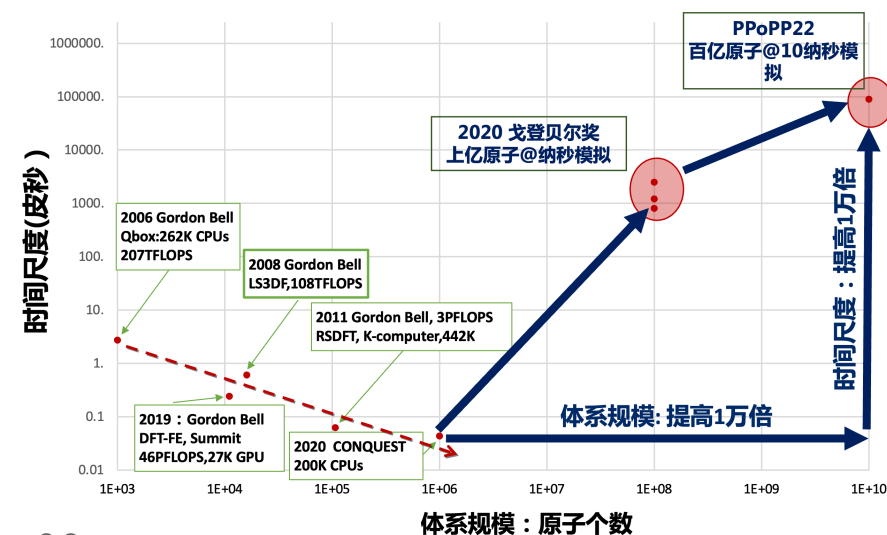 PPoPP22
百亿原子@10纳秒模
拟
2020 戈登贝尔奖
上亿原子@纳秒模拟
2006 Gordon Bell
Qbox:262K CPUs
207TFLOPS
2008 Gordon Bell
LS3DF,108TFLOPS
2011 Gordon Bell, 3PFLOPS
RSDFT, K-computer,442K
2019：Gordon Bell
DFT-FE, Summit
46PFLOPS,27K GPU
2020 CONQUEST
200K CPUs
体系规模: 提高1万倍
时间尺度：提高1万倍
时间尺度(皮秒)
1000000.
100000.
10000.
1000.
100.
10.
1.
0.1
0.01
1E+03
1E+04
1E+05
1E+06
1E+07
1E+08
1E+09
1E+10
体系规模：原子个数